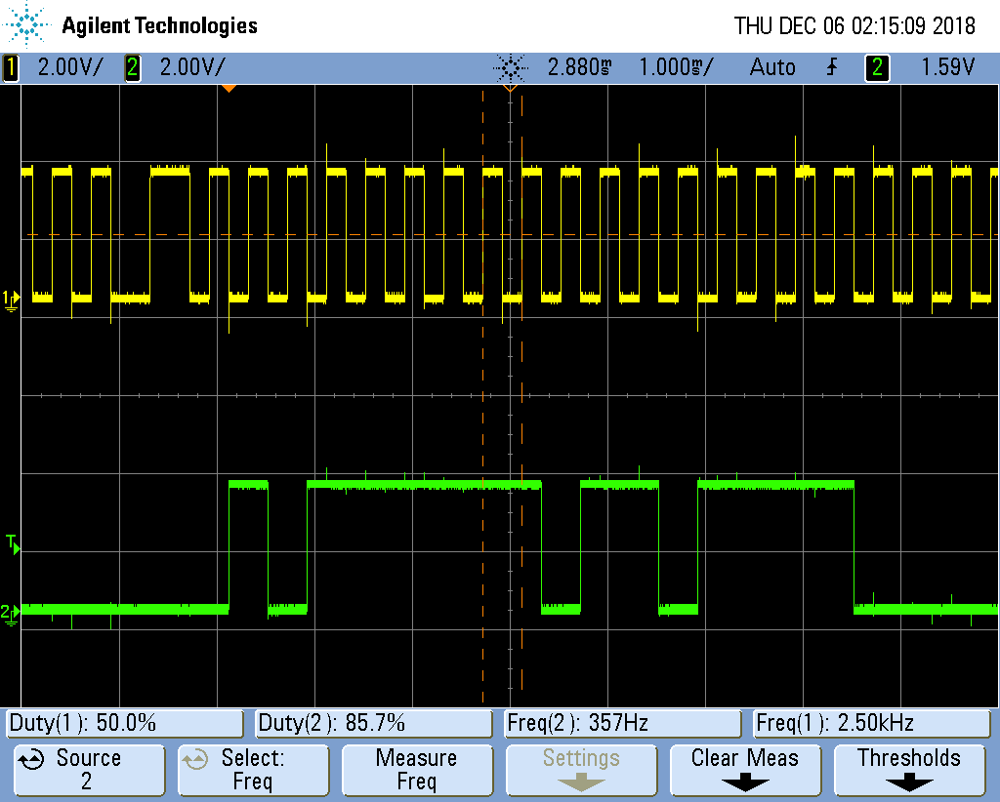 Agilent Technologies THU DEC 06 02:15:09 2018
1 2.00V/ 2 2.00V/ 2.880ms 1.000ms/ Auto 2 1.59V
1
T
2
Duty(1): 50.0% Duty(2): 85.7% Freq(2): 357Hz Freq(1): 2.50kHz
Source Select: Measure Settings Clear Meas Thresholds
2 Freq Freq